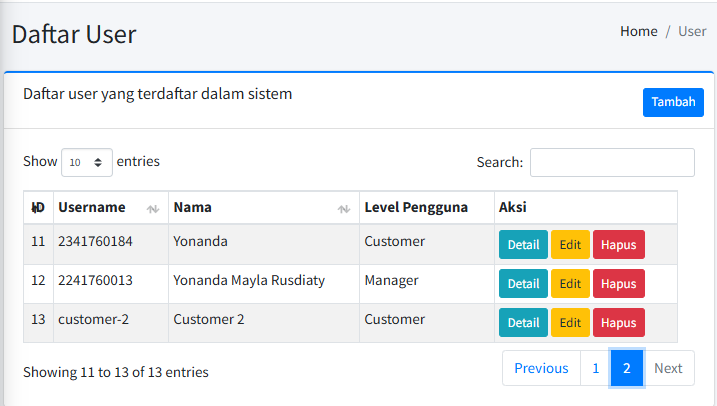 Daftar User
Home / User
Daftar user yang terdaftar dalam sistem
Tambah
Show 10 entries
Search:
ID Username Nama Level Pengguna Aksi
11 2341760184 Yonanda Customer Detail Edit Hapus
12 2241760013 Yonanda Mayla Rusdiaty Manager Detail Edit Hapus
13 customer-2 Customer 2 Customer Detail Edit Hapus
Showing 11 to 13 of 13 entries
Previous 1 2 Next